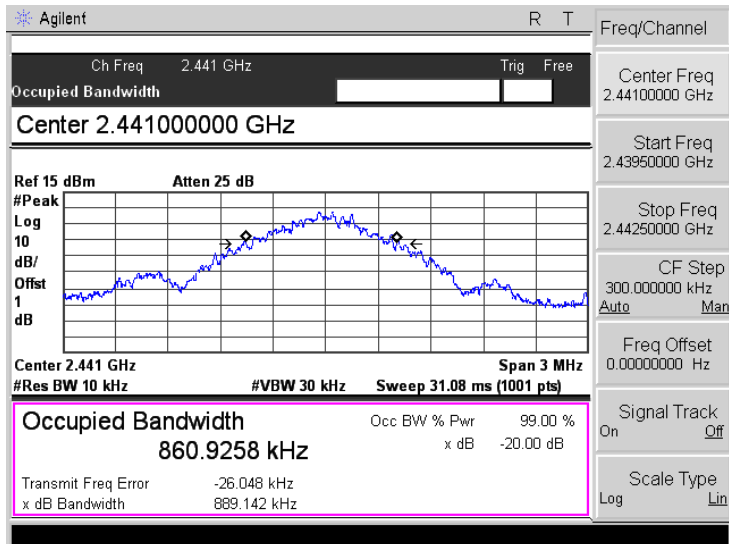 Agilent R T
Freq/Channel
Ch Freq 2.441 GHz Trig Free
Occupied Bandwidth
Center Freq
2.44100000 GHz
Center 2.441000000 GHz
Start Freq
2.43950000 GHz
Ref 15 dBm Atten 25 dB
#Peak
Log
10
dB/
Offst
1
dB
Stop Freq
2.44250000 GHz
CF Step
300.000000 kHz
Auto Man
Freq Offset
0.00000000 Hz
Center 2.441 GHz Span 3 MHz
#Res BW 10 kHz #VBW 30 kHz Sweep 31.08 ms (1001 pts)
Occupied Bandwidth Occ BW % Pwr 99.00 %
860.9258 kHz x dB -20.00 dB
Transmit Freq Error -26.048 kHz
x dB Bandwidth 889.142 kHz
Signal Track
On Off
Scale Type
Log Lin